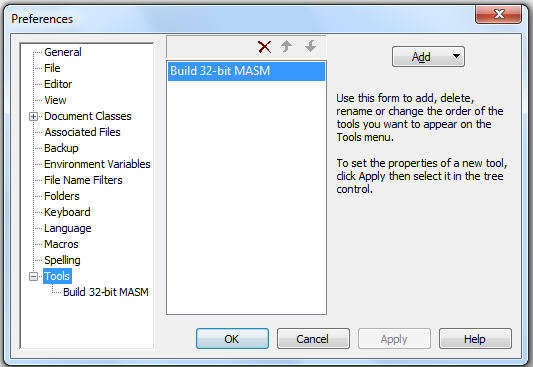 Preferences
General
File
Editor
View
Document Classes
Associated Files
Backup
Environment Variables
File Name Filters
Folders
Keyboard
Language
Macros
Spelling
Tools
Build 32-bit MASM
Build 32-bit MASM
Add
Use this form to add, delete,
rename or change the order of the
tools you want to appear on the
Tools menu.
To set the properties of a new tool,
click Apply then select it in the tree
control.
OK
Cancel
Apply
Help